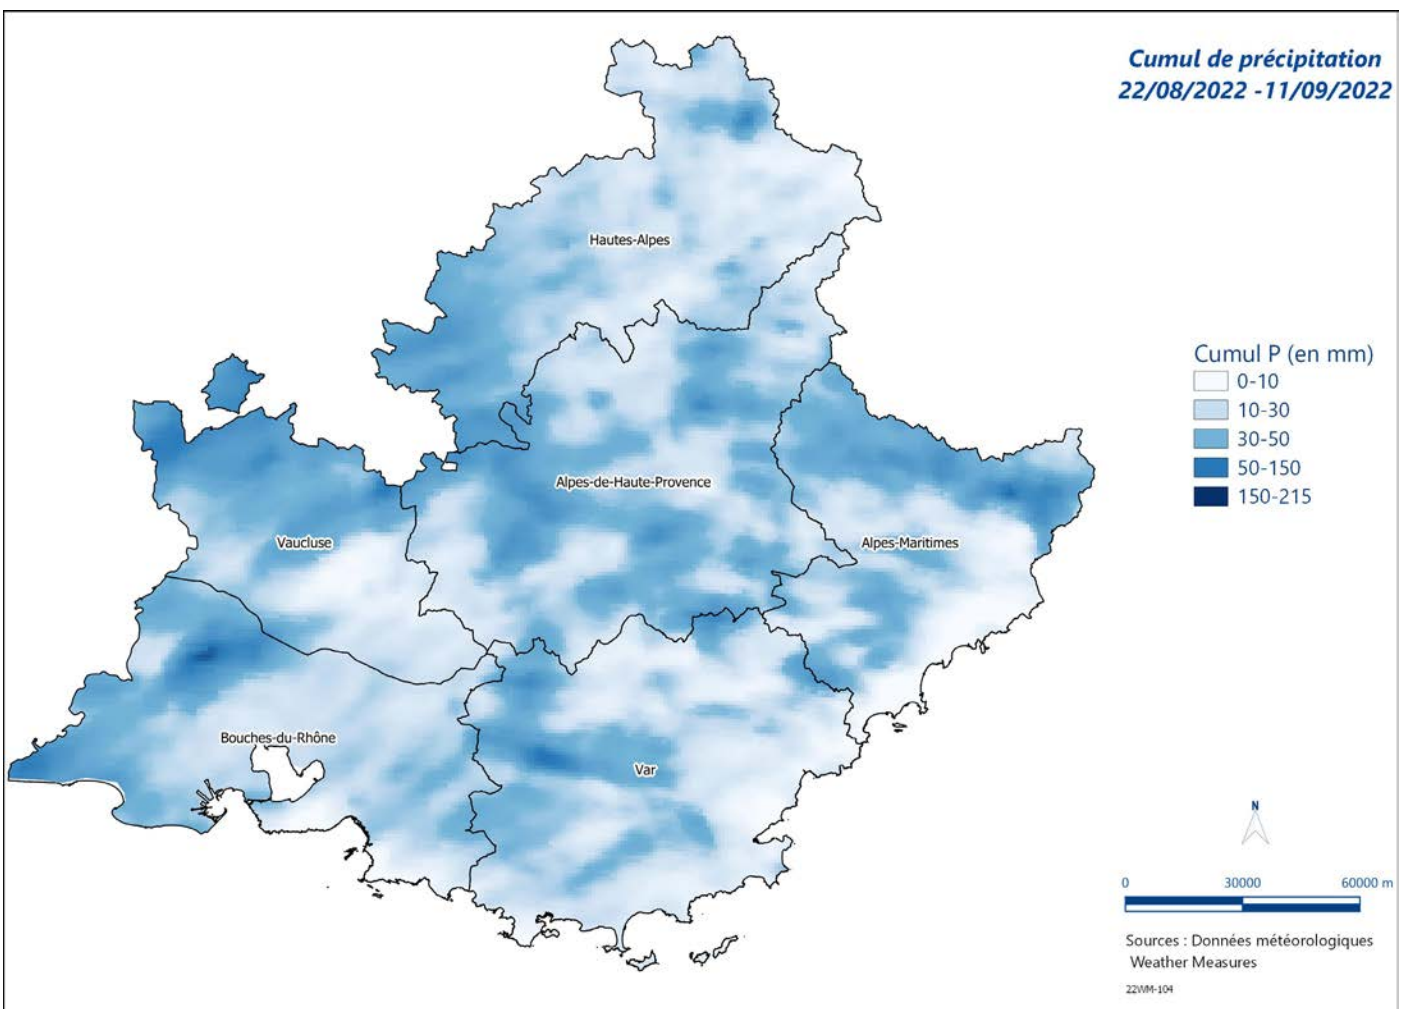 Cumul de précipitation
22/08/2022 -11/09/2022
Hautes-Alpes
Cumul P (en mm)
0-10
10-30
30-50
50-150
150-215
Alpes-de-Haute-Provence
Vaucluse
Alpes-Maritimes
Bouches-du-Rhône
Var
N
0 30000 60000 m
Sources : Données météorologiques
Weather Measures
22WM-104